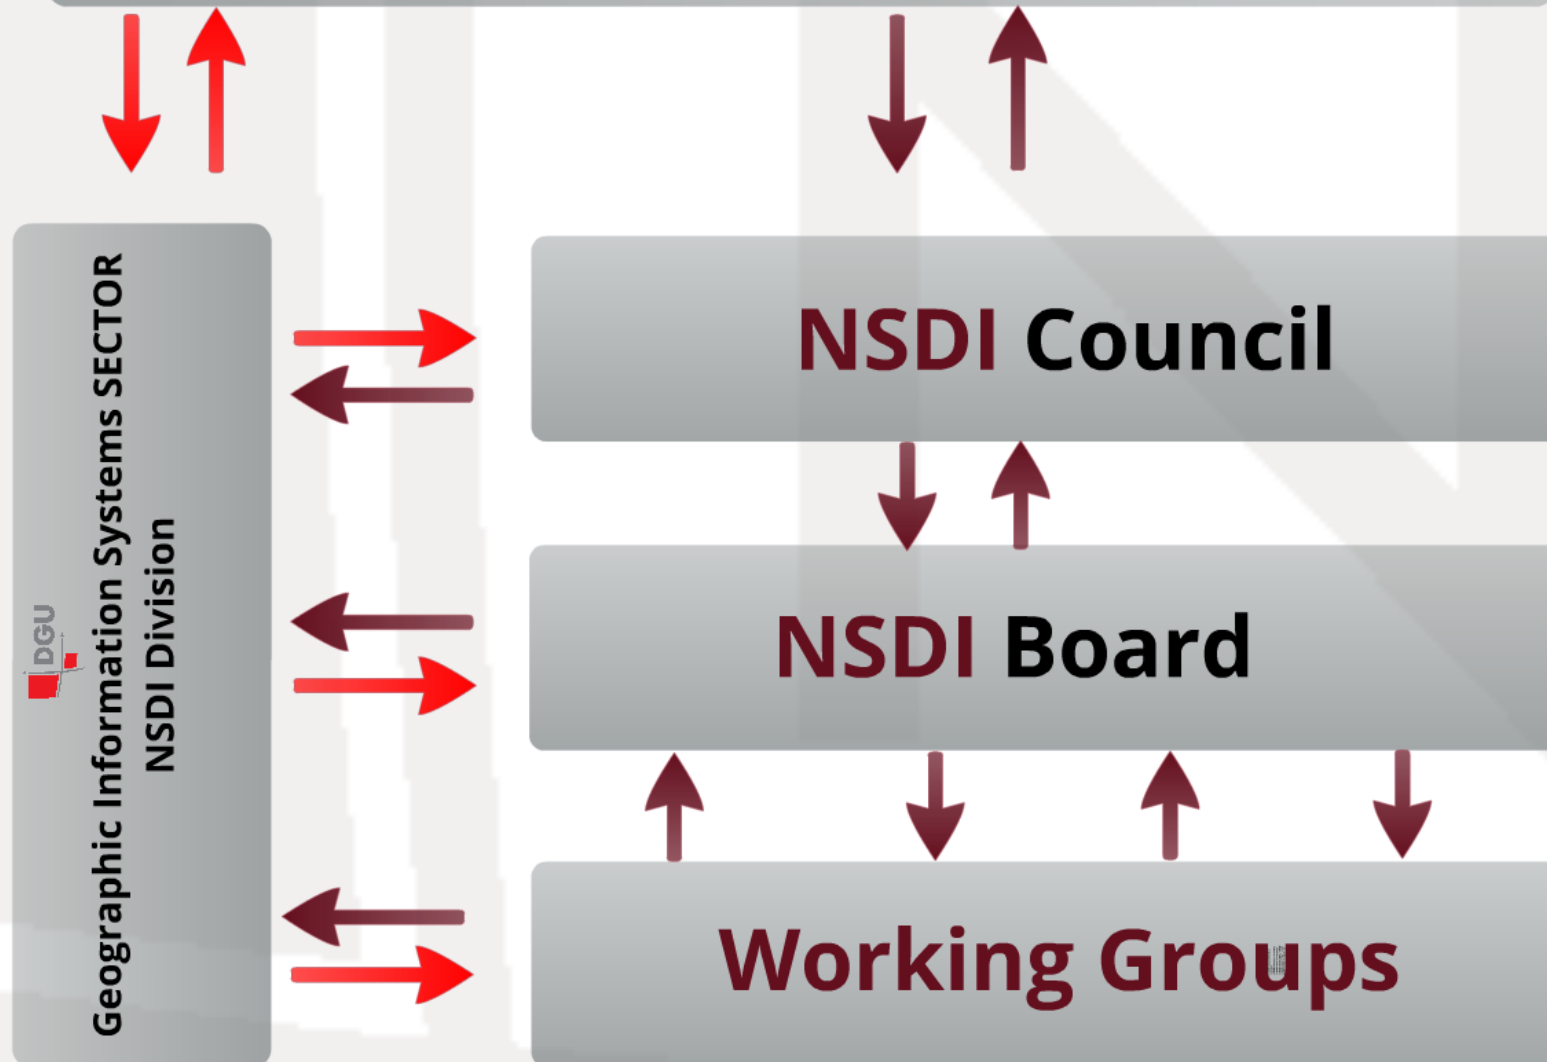 DGU
Geographic Information Systems SECTOR
NSDI Division
NSDI Council
NSDI Board
Working Groups